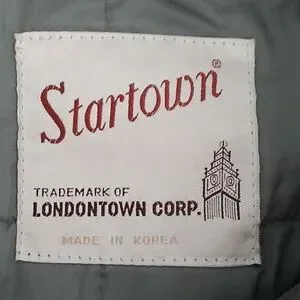 Startown®
TRADEMARK OF
LONDONTOWN CORP.
MADE IN KOREA